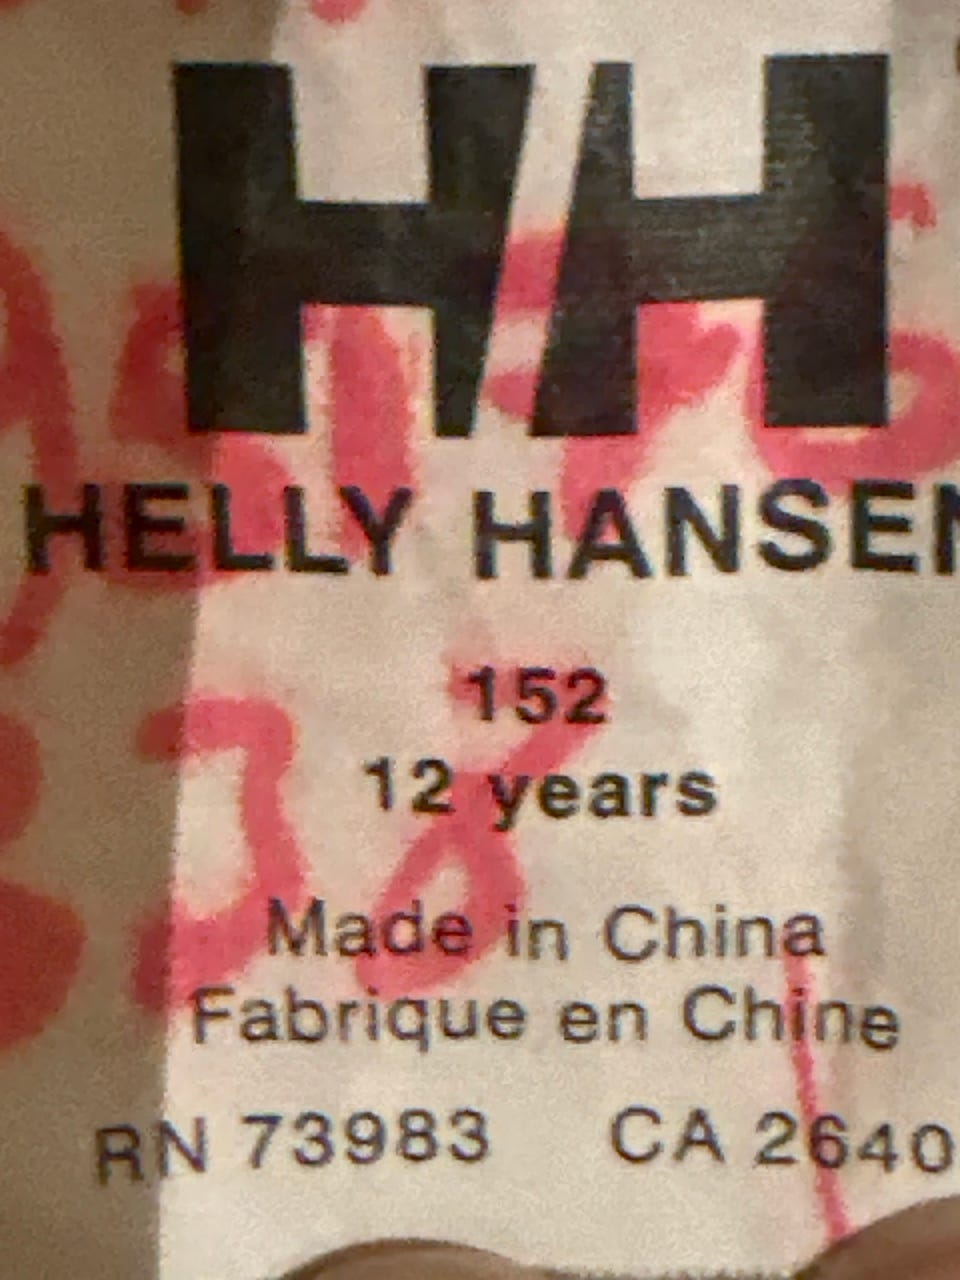 HH
HELLY HANSEN
152
12 years
Made in China
Fabrique en Chine
RN 73983 CA 2640